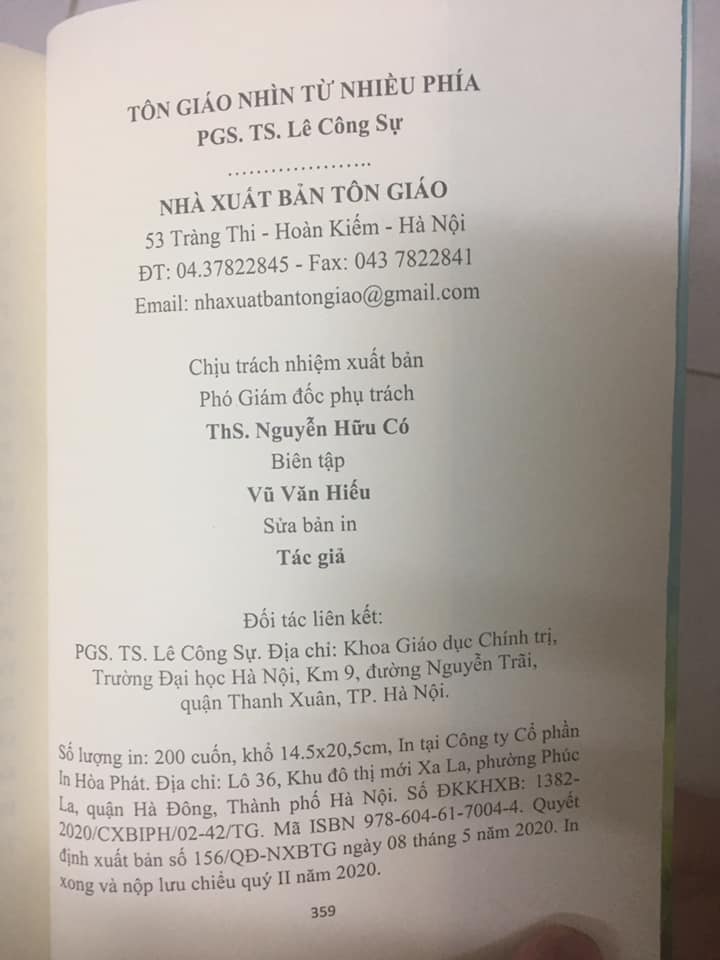 TÔN GIÁO NHÌN TỪ NHIỀU PHÍA
PGS. TS. Lê Công Sự
....................
NHÀ XUẤT BẢN TÔN GIÁO
53 Tràng Thi - Hoàn Kiếm - Hà Nội
ĐT: 04.37822845 - Fax: 043 7822841
Email: nhaxuatbantongiao@gmail.com
Chịu trách nhiệm xuất bản
Phó Giám đốc phụ trách
ThS. Nguyễn Hữu Có
Biên tập
Vũ Văn Hiếu
Sửa bản in
Tác giả
Đối tác liên kết:
PGS. TS. Lê Công Sự. Địa chỉ: Khoa Giáo dục Chính trị,
Trường Đại học Hà Nội, Km 9, đường Nguyễn Trãi,
quận Thanh Xuân, TP. Hà Nội.
Số lượng in: 200 cuốn, khổ 14.5x20,5cm, In tại Công ty Cổ phần
In Hòa Phát. Địa chỉ: Lô 36, Khu đô thị mới Xa La, phường Phúc
La, quận Hà Đông, Thành phố Hà Nội. Số ĐKKHXB: 1382-
2020/CXBIPH/02-42/TG. Mã ISBN 978-604-61-7004-4. Quyết
định xuất bản số 156/QĐ-NXBTG ngày 08 tháng 5 năm 2020. In
xong và nộp lưu chiểu quý II năm 2020.
359